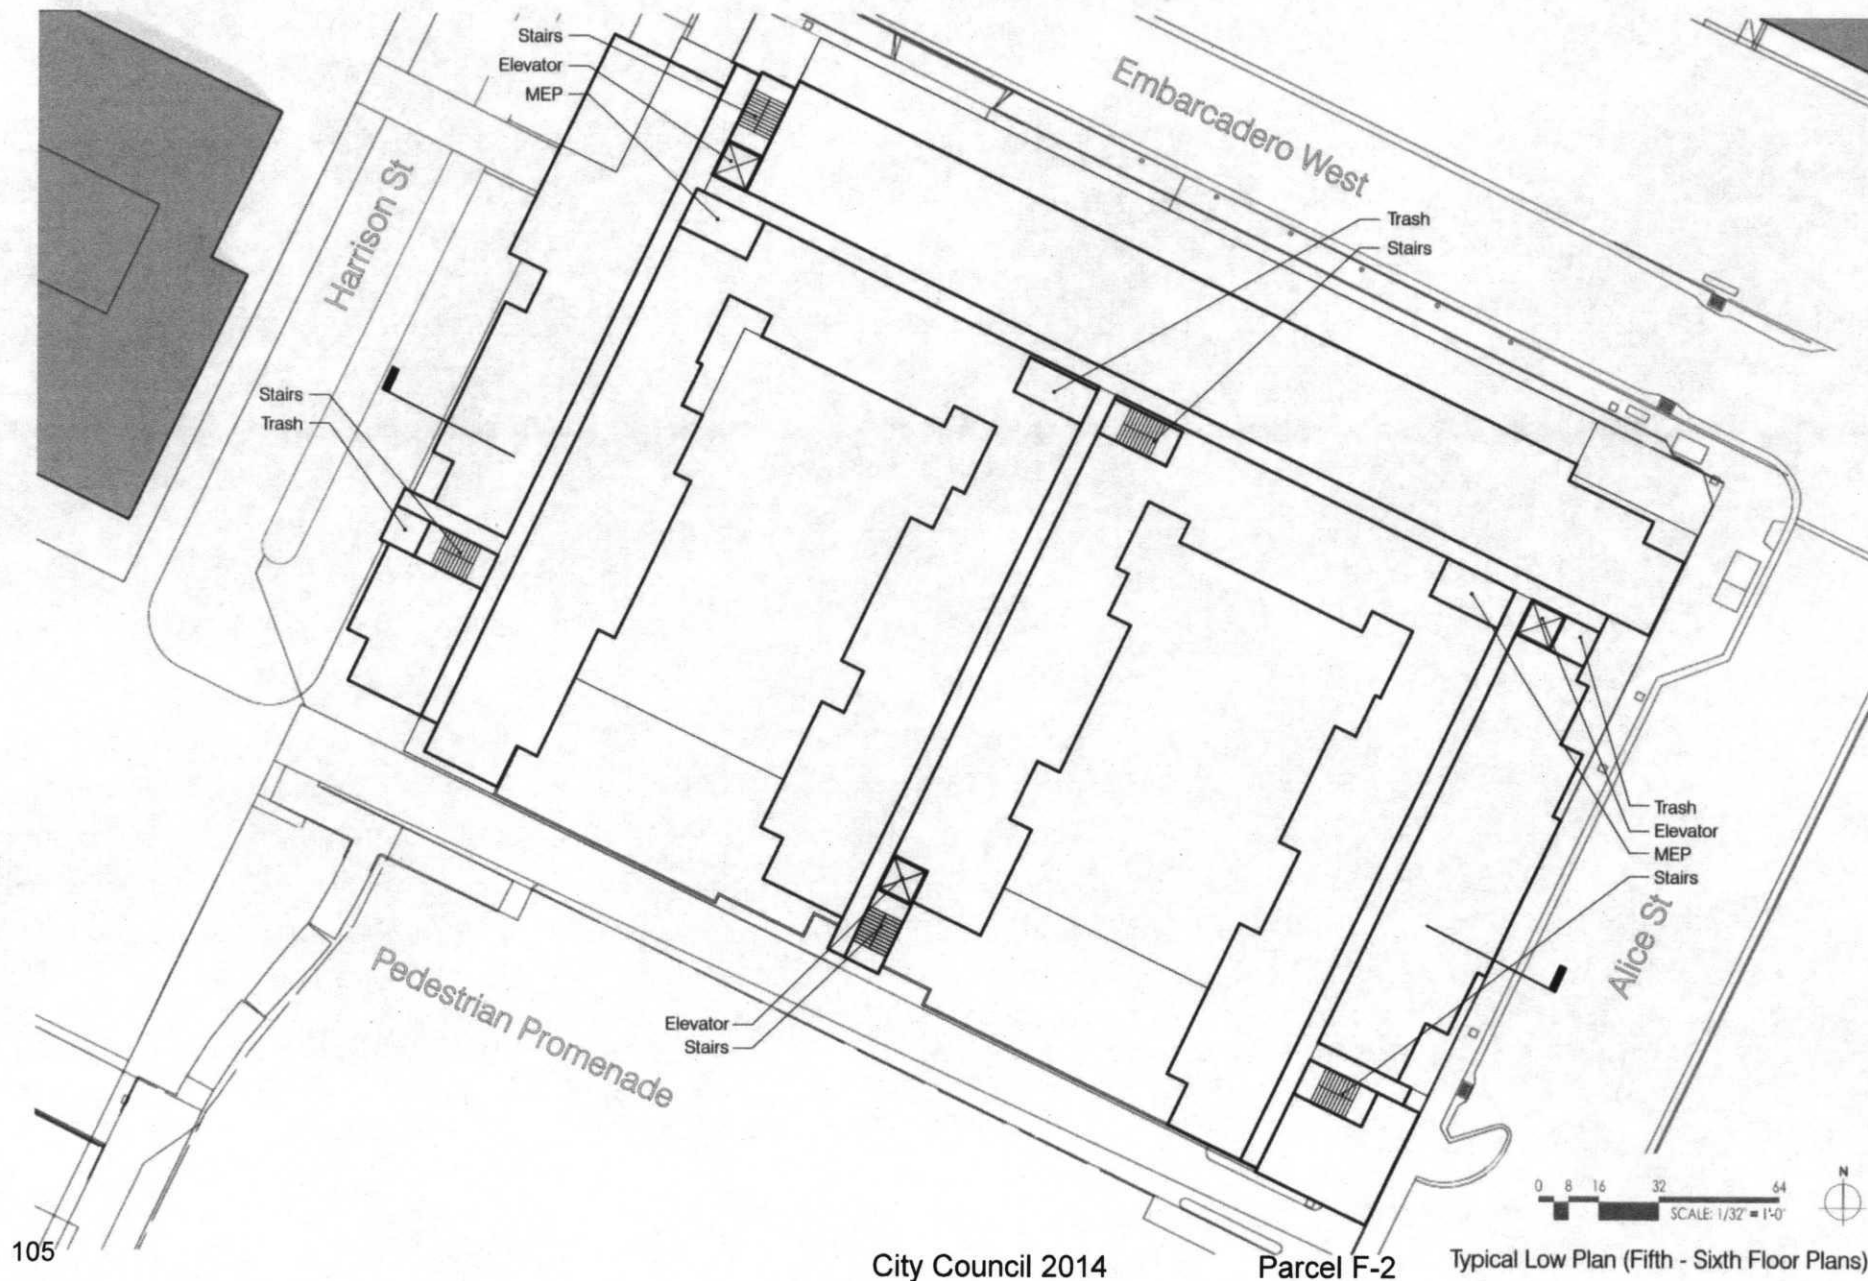 Stairs
Elevator
MEP
Embarcadero West
Harrison St
Trash
Stairs
Stairs
Trash
Trash
Elevator
MEP
Stairs
Alice St
Pedestrian Promenade
Elevator
Stairs
N
0 8 16 32 64
SCALE: 1/32" = 1'-0"
105
City Council 2014
Parcel F-2
Typical Low Plan (Fifth - Sixth Floor Plans)